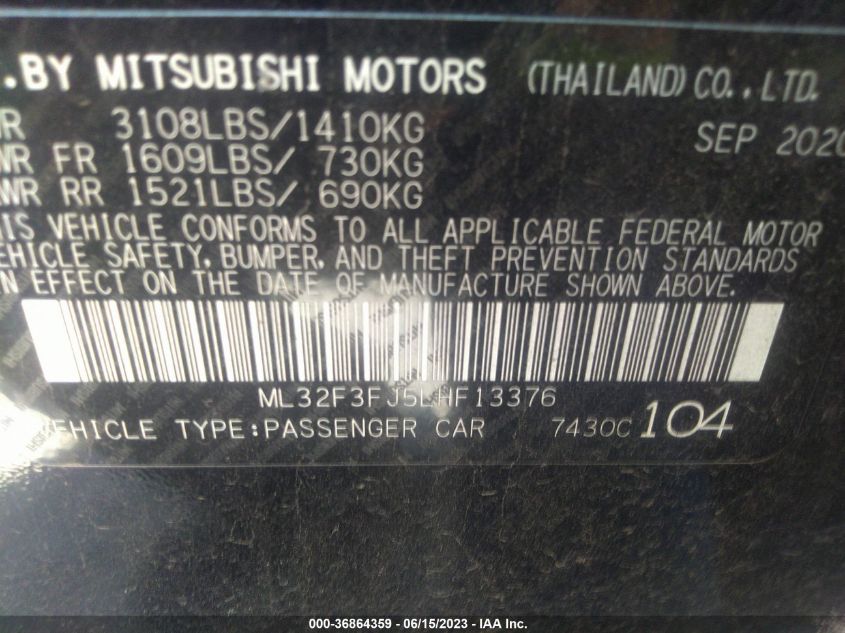 .BY MITSUBISHI MOTORS (THAILAND) CO., LTD.
WR 3108LBS/1410KG SEP 2020
WR FR 1609LBS/ 730KG
WR RR 1521LBS/ 690KG
IS VEHICLE CONFORMS TO ALL APPLICABLE FEDERAL MOTOR
EHICLE SAFETY, BUMPER, AND THEFT PREVENTION STANDARDS
N EFFECT ON THE DATE OF MANUFACTURE SHOWN ABOVE.
ML32F3FJ5LHF13376
EHICLE TYPE:PASSENGER CAR 7430C 104
000-36864359 - 06/15/2023 - IAA Inc.